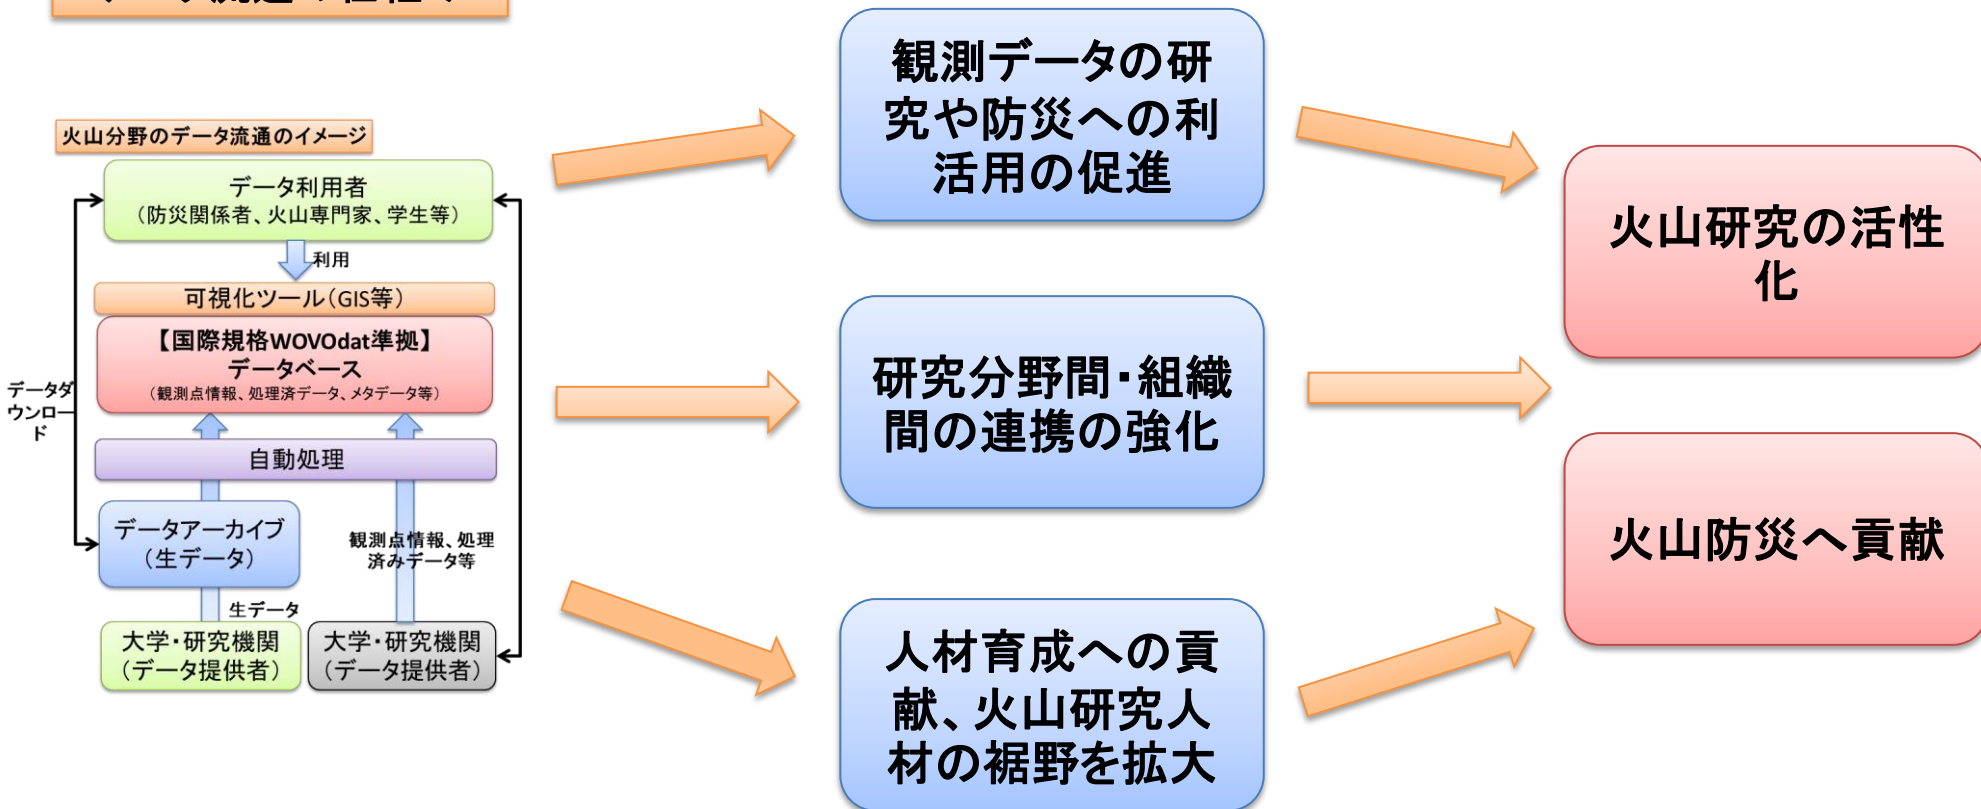 火山分野のデータ流通のイメージ
データ利用者
（防災関係者、火山専門家、学生等）
利用
可視化ツール（GIS等）
【国際規格WOVOdat準拠】
データベース
（観測点情報、処理済データ、メタデータ等）
データダ
ウンロー
ド
自動処理
データアーカイブ
（生データ）
観測点情報、処理
済みデータ等
生データ
大学・研究機関
（データ提供者）
大学・研究機関
（データ提供者）
観測データの研
究や防災への利
活用の促進
研究分野間・組織
間の連携の強化
人材育成への貢
献、火山研究人
材の裾野を拡大
火山研究の活性
化
火山防災へ貢献